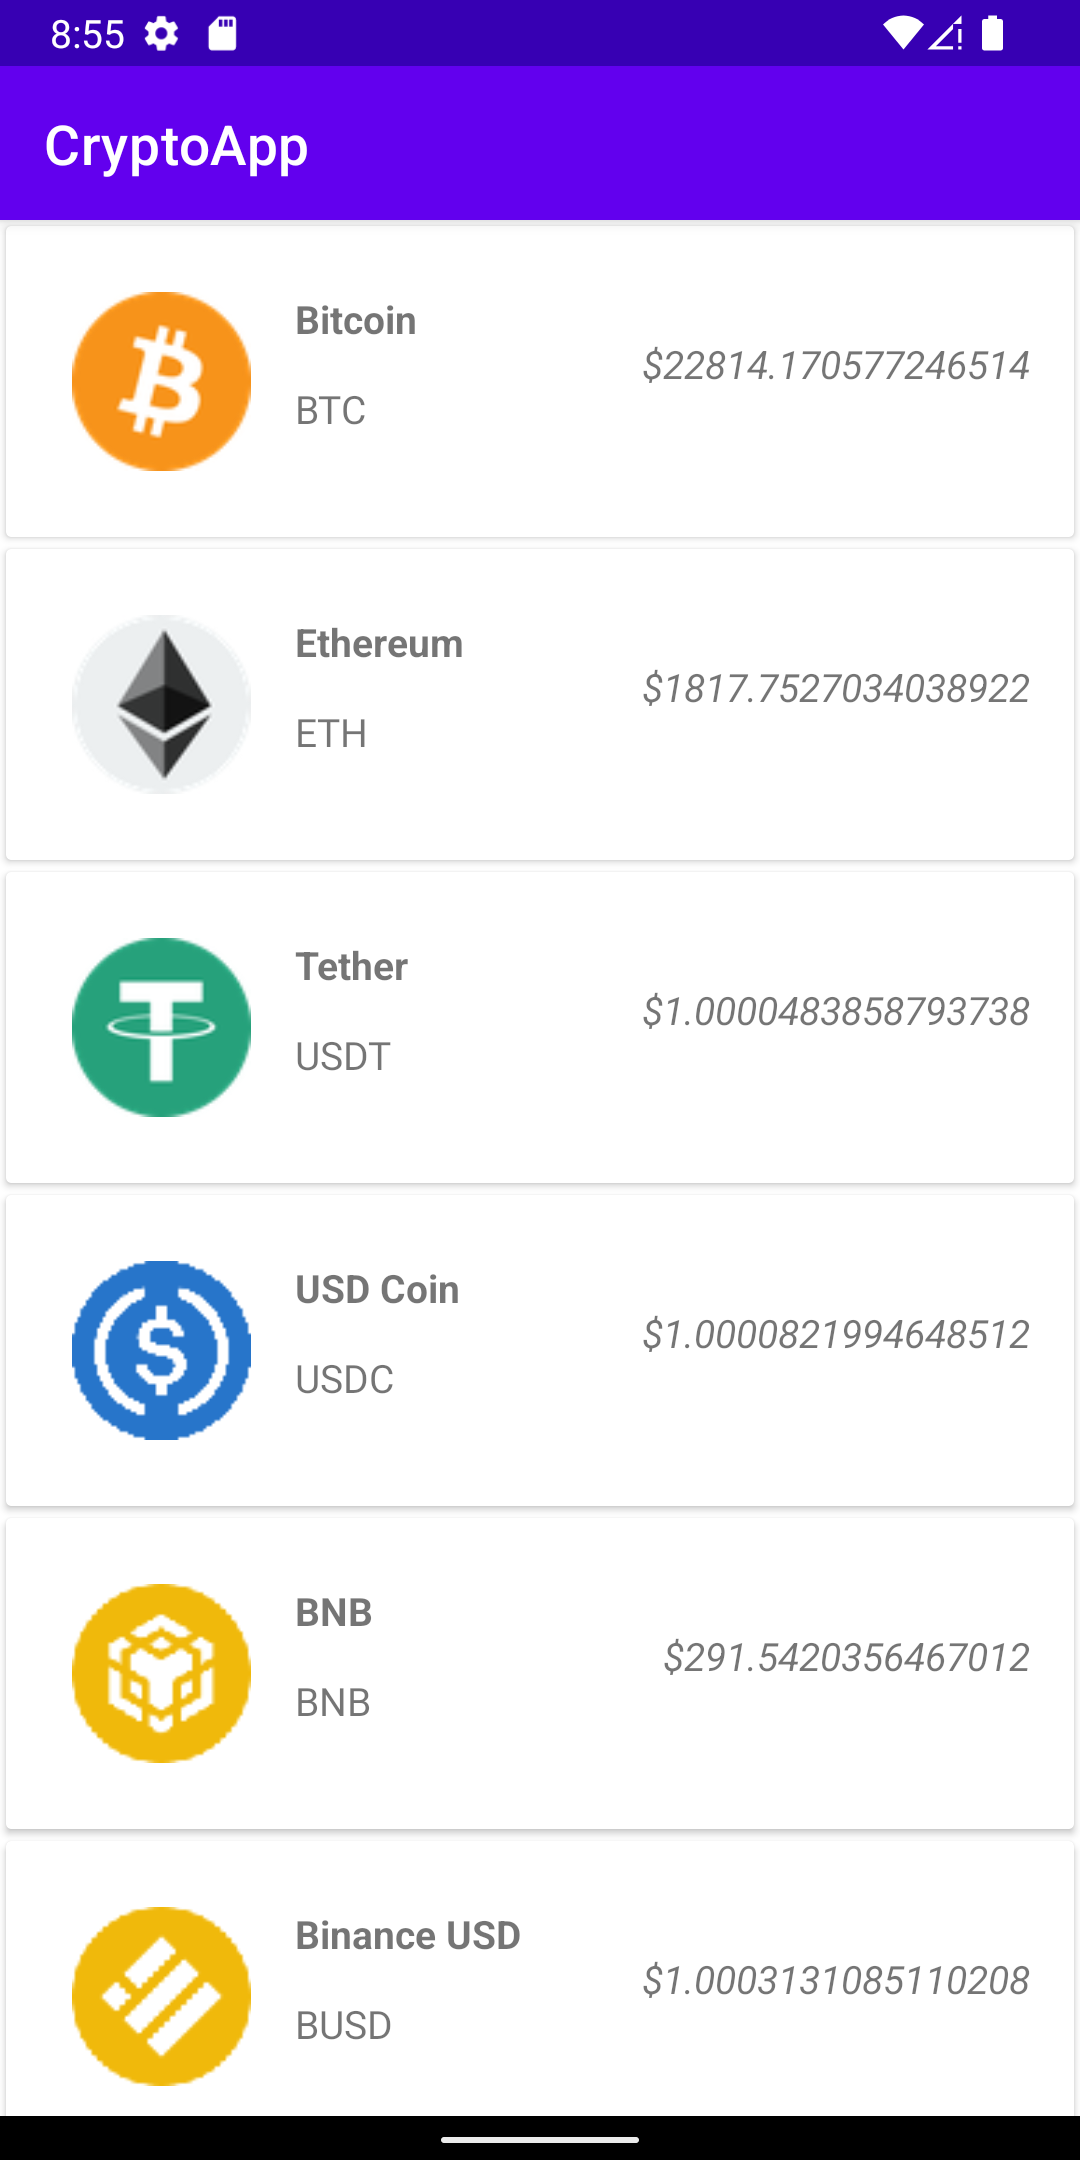 8:55
CryptoApp
Bitcoin
$22814.170577246514
BTC
Ethereum
$1817.7527034038922
ETH
Tether
$1.0000483858793738
USDT
USD Coin
$1.0000821994648512
USDC
BNB
$291.5420356467012
BNB
Binance USD
$1.0003131085110208
BUSD